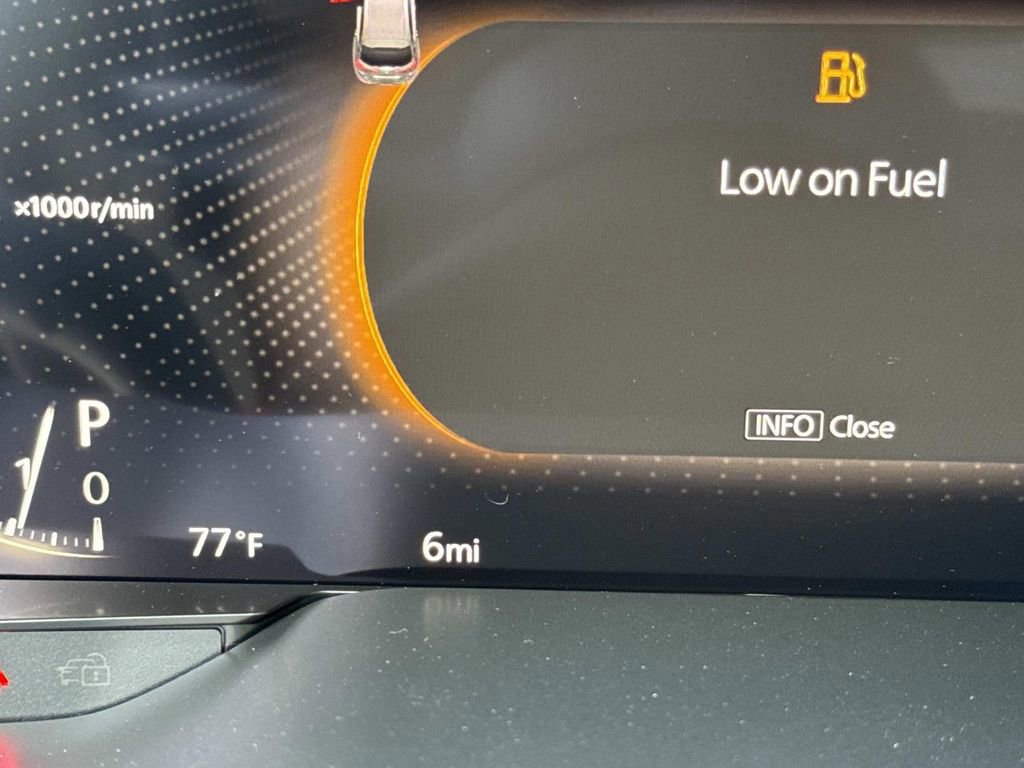 Low on Fuel
×1000r/min
INFO Close
P
1
0
77°F
6mi